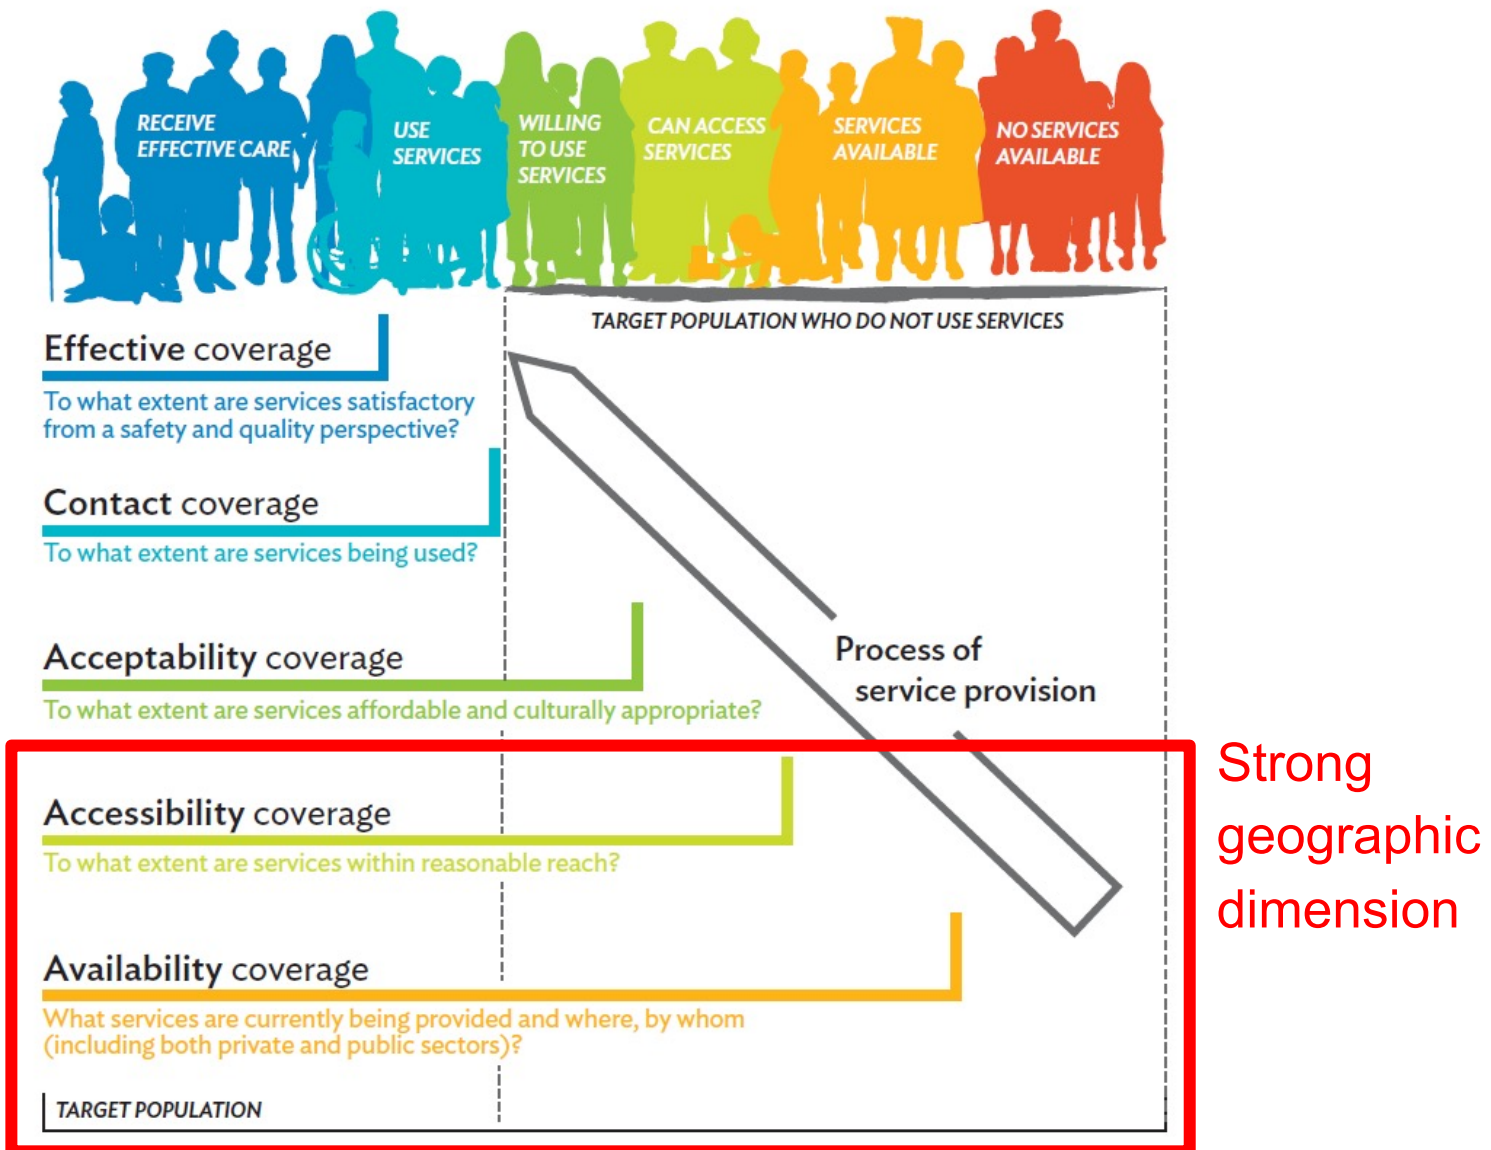 RECEIVE
EFFECTIVE CARE
USE
SERVICES
WILLING
TO USE
SERVICES
CAN ACCESS
SERVICES
SERVICES
AVAILABLE
NO SERVICES
AVAILABLE
TARGET POPULATION WHO DO NOT USE SERVICES
Effective coverage
To what extent are services satisfactory
from a safety and quality perspective?
Contact coverage
To what extent are services being used?
Acceptability coverage
To what extent are services affordable and culturally appropriate?
Process of
service provision
Accessibility coverage
To what extent are services within reasonable reach?
Availability coverage
What services are currently being provided and where, by whom
(including both private and public sectors)?
TARGET POPULATION
Strong
geographic
dimension